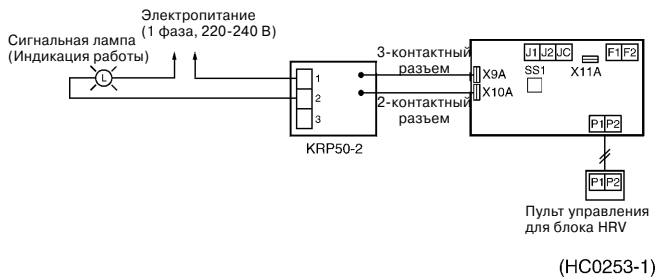 Электропитание
(1 фаза, 220-240 В)
Сигнальная лампа
(Индикация работы)
L
3-контактный
разъем
2-контактный
разъем
1
2
3
KRP50-2
J1 J2 JC
F1 F2
SS1
X11A
X9A
X10A
P1 P2
P1 P2
Пульт управления
для блока HRV
(HC0253-1)